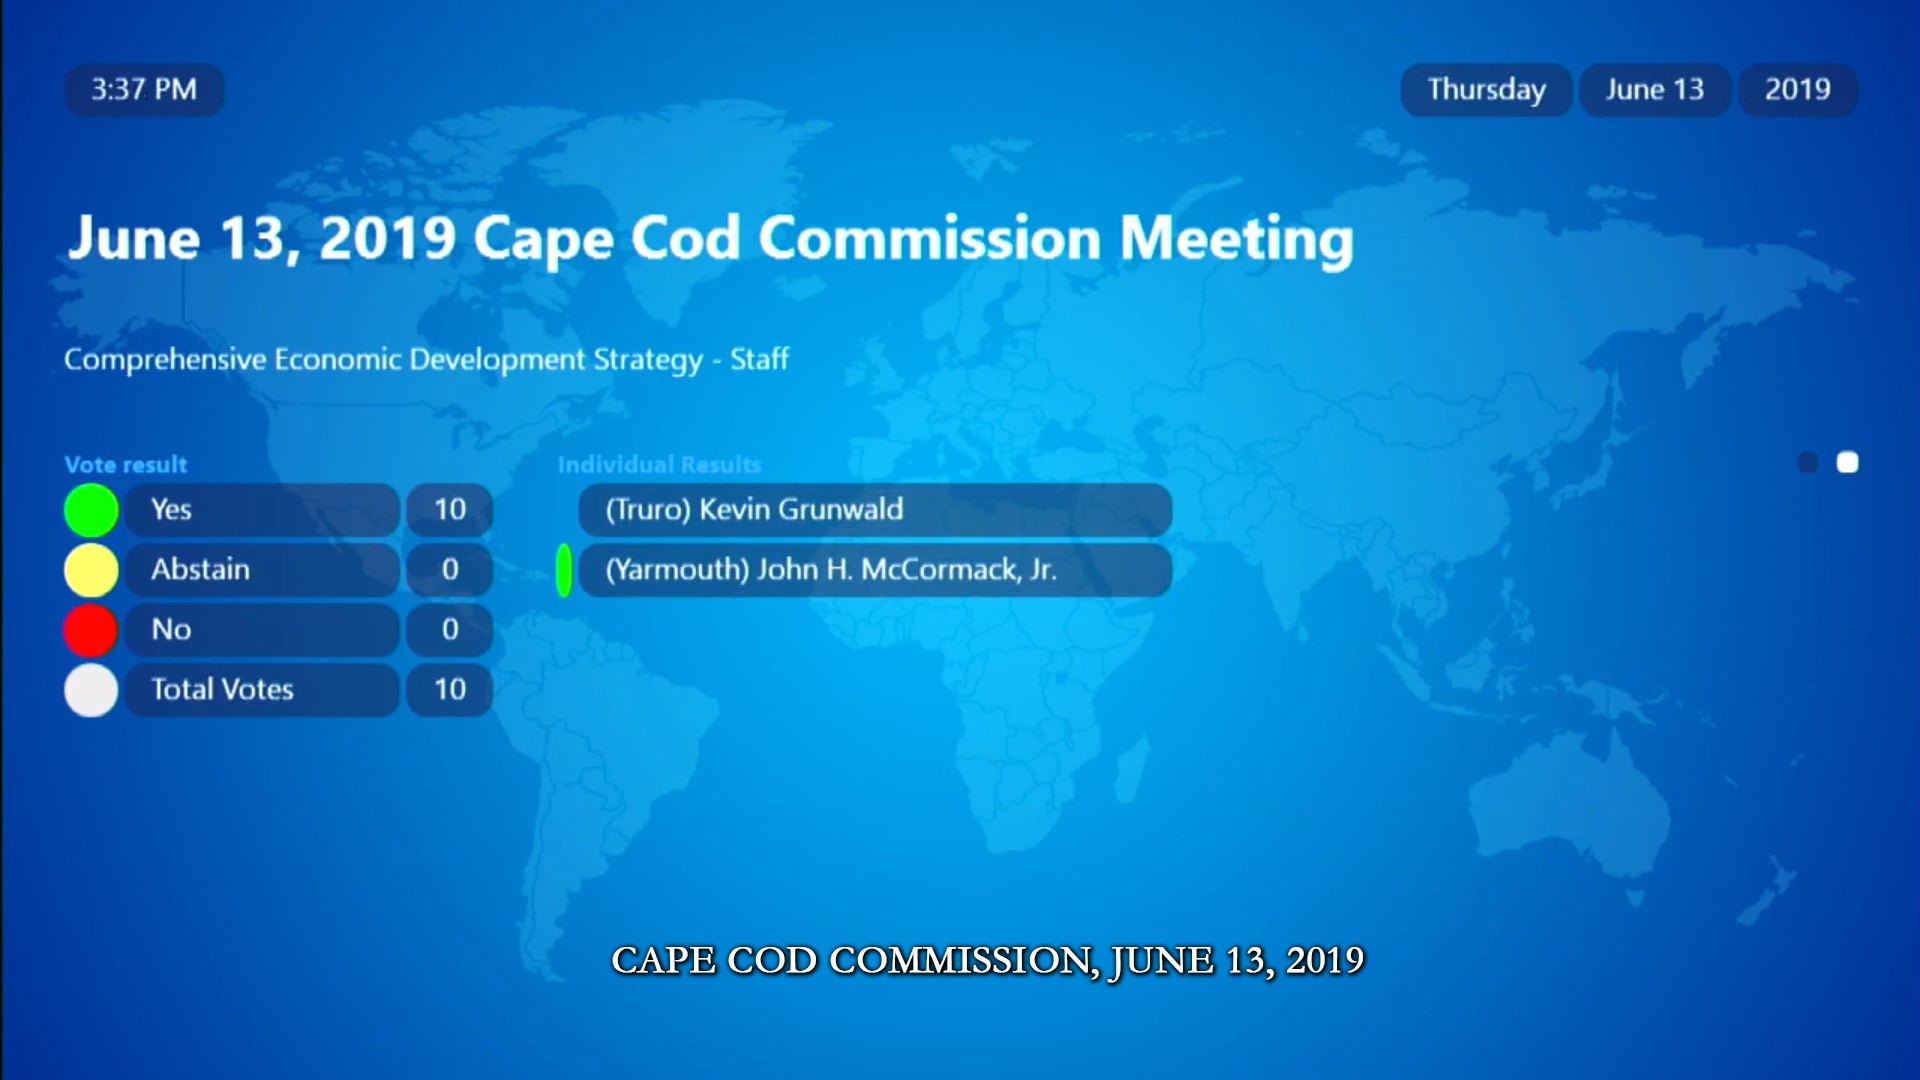 3:37 PM
Thursday June 13 2019
June 13, 2019 Cape Cod Commission Meeting
Comprehensive Economic Development Strategy - Staff
Vote result
Yes 10
Abstain 0
No 0
Total Votes 10
Individual Results
(Truro) Kevin Grunwald
(Yarmouth) John H. McCormack, Jr.
CAPE COD COMMISSION, JUNE 13, 2019